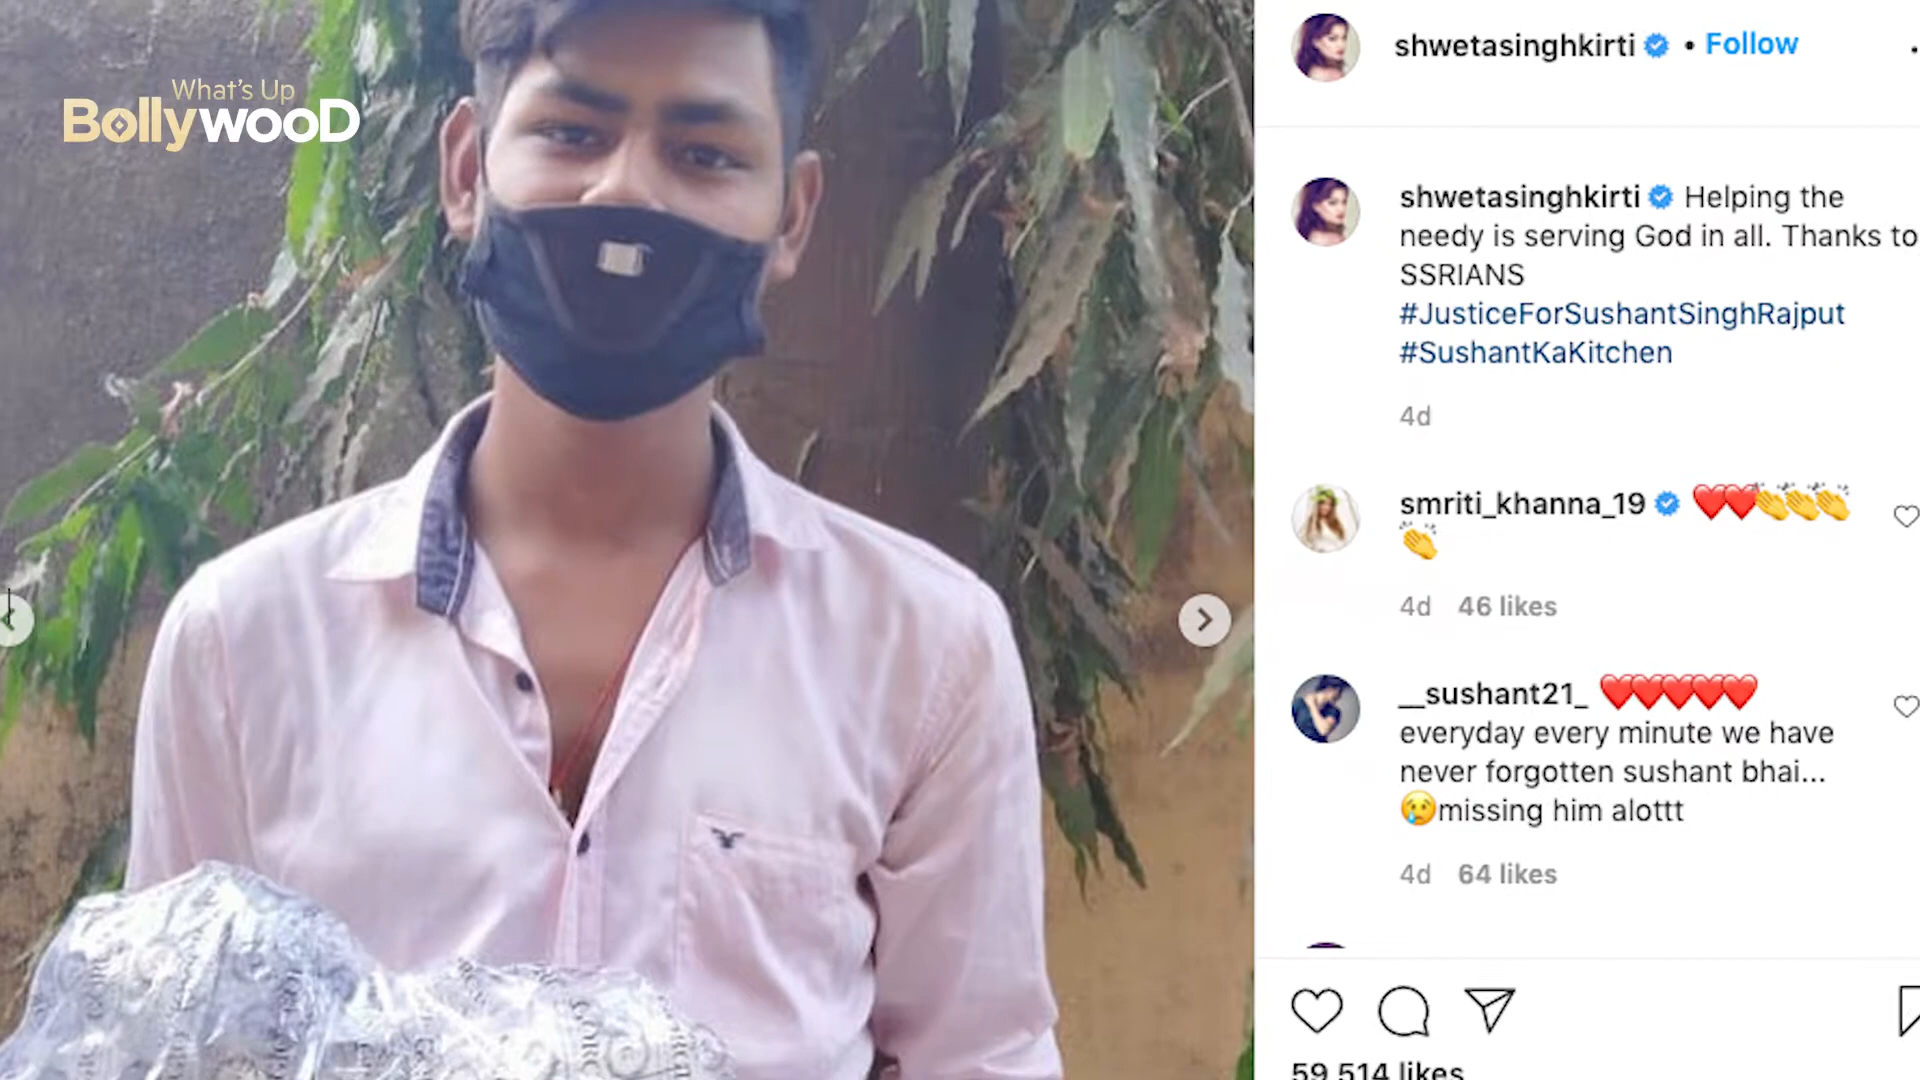 What's Up
BollywooD
shwetasinghkirti • Follow
shwetasinghkirti Helping the
needy is serving God in all. Thanks to
SSRIANS
#JusticeForSushantSinghRajput
#SushantKaKitchen
4d
smriti_khanna_19 ❤️❤️👏👏👏
👏
4d 46 likes
__sushant21_ ❤️❤️❤️❤️❤️
everyday every minute we have
never forgotten sushant bhai...
😢missing him alottt
4d 64 likes
59,514 likes